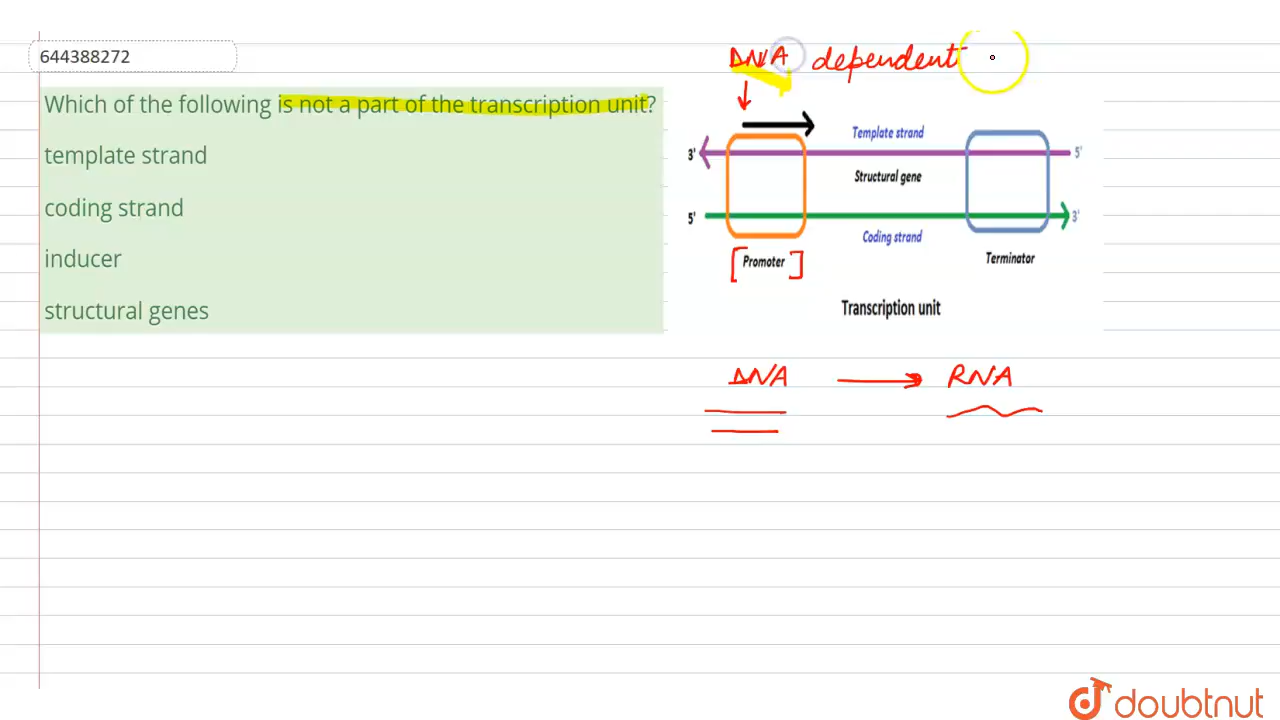 644388272
Which of the following is not a part of the transcription unit?
template strand
coding strand
inducer
structural genes
DNA dependent
Template strand
3' 5'
Structural gene
5' 3'
Coding strand
[Promoter] Terminator
Transcription unit
DNA → RNA
doubtnut